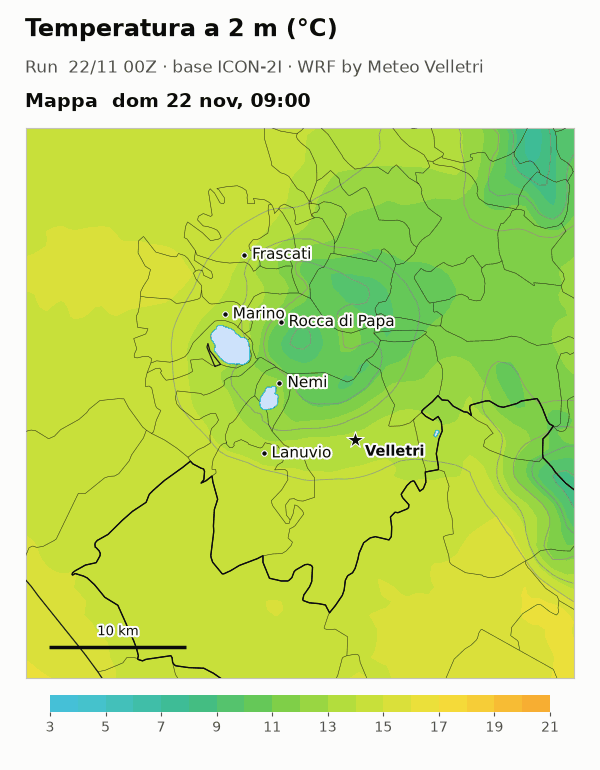 Temperatura a 2 m (°C)
Run  22/11 00Z · base ICON-2I · WRF by Meteo Velletri
Mappa  dom 22 nov, 09:00
Frascati
Marino
Rocca di Papa
Nemi
Velletri
Lanuvio
10 km
3 5 7 9 11 13 15 17 19 21